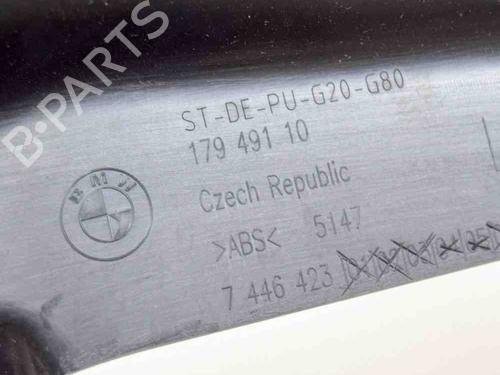 B-PARTS
ST-DE-PU-G20-G80
179 491 10
BMW
Czech Republic
>ABS< 5147
7 446 423